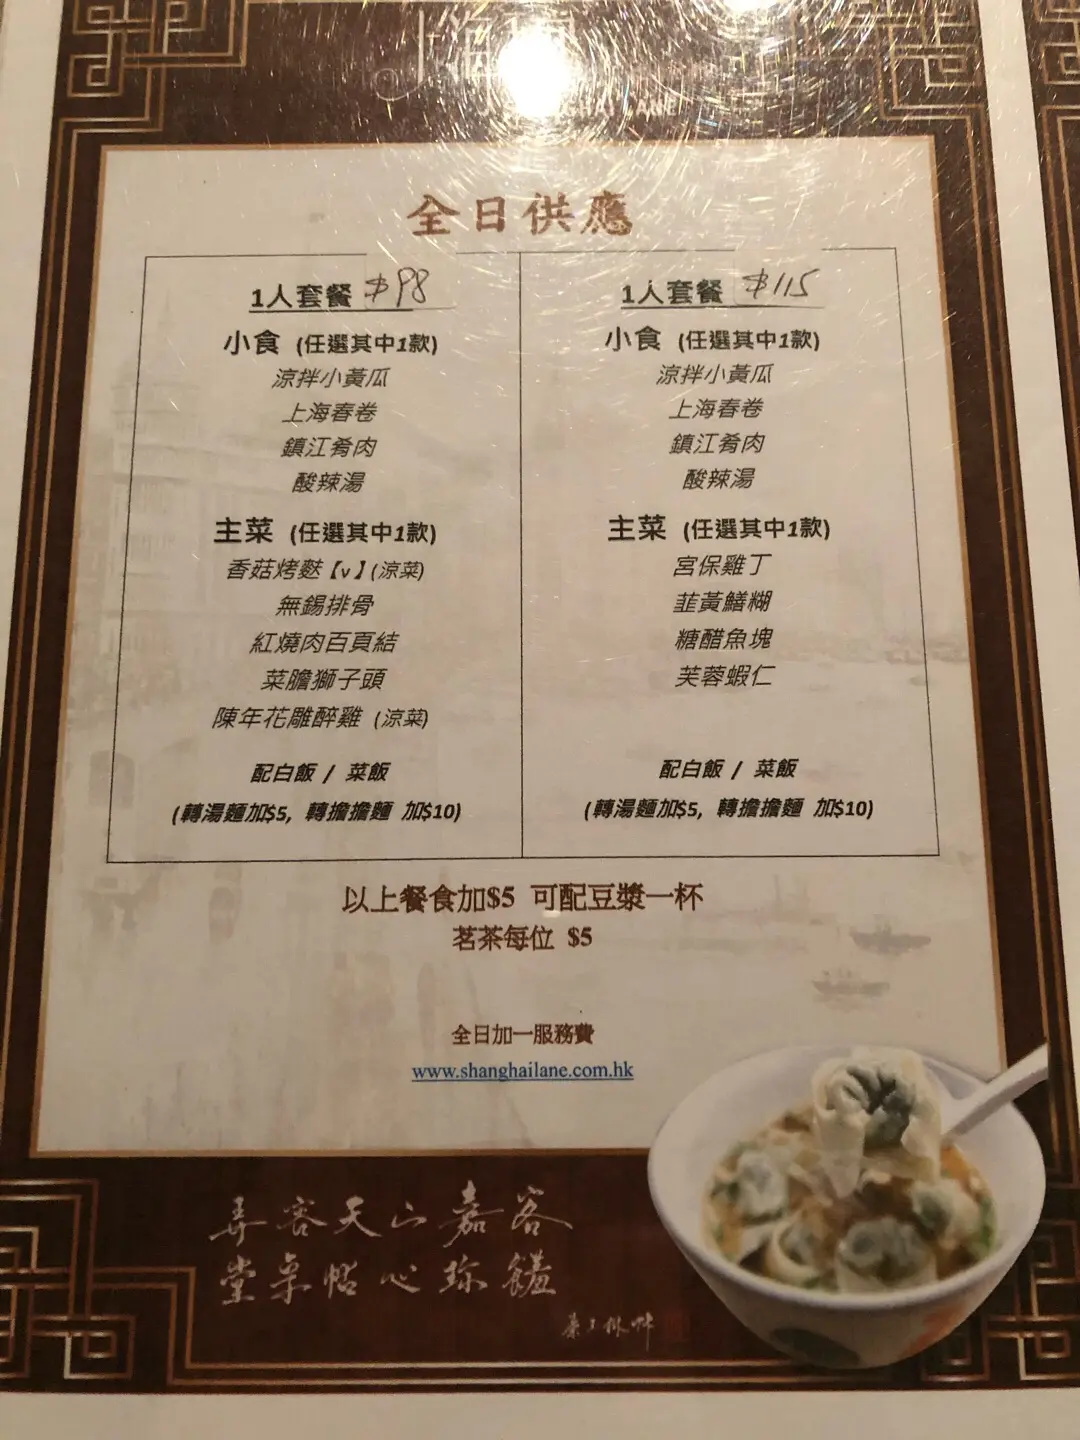 全日供應
1人套餐 $98
小食 (任選其中1款)
涼拌小黃瓜
上海春卷
鎮江肴肉
酸辣湯
主菜 (任選其中1款)
香菇烤麩【v】(涼菜)
無錫排骨
紅燒肉百頁結
菜膽獅子頭
陳年花雕醉雞 (涼菜)
配白飯 / 菜飯
(轉湯麵加$5, 轉擔擔麵 加$10)
1人套餐 $115
小食 (任選其中1款)
涼拌小黃瓜
上海春卷
鎮江肴肉
酸辣湯
主菜 (任選其中1款)
宮保雞丁
韮黃鱔糊
糖醋魚塊
芙蓉蝦仁
配白飯 / 菜飯
(轉湯麵加$5, 轉擔擔麵 加$10)
以上餐食加$5 可配豆漿一杯
茗茶每位 $5
全日加一服務費
www.shanghailane.com.hk